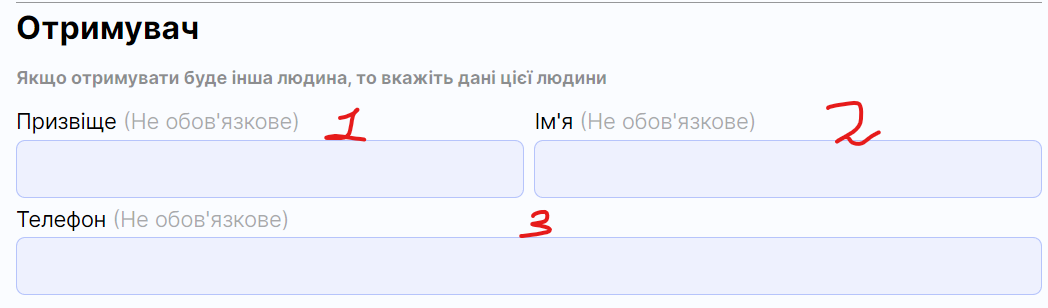 Отримувач
Якщо отримувати буде інша людина, то вкажіть дані цієї людини
Призвіще (Не обов'язкове) 1 Ім'я (Не обов'язкове) 2
Телефон (Не обов'язкове) 3